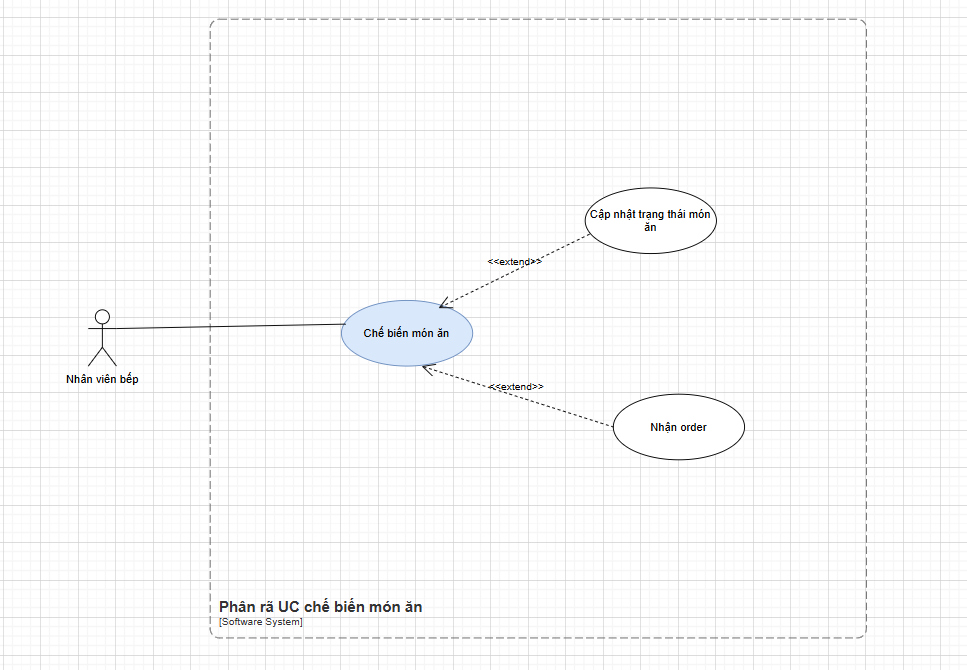 Cập nhật trạng thái món
ăn
<<extend>>
Chế biến món ăn
Nhân viên bếp
<<extend>>
Nhận order
Phân rã UC chế biến món ăn
[Software System]